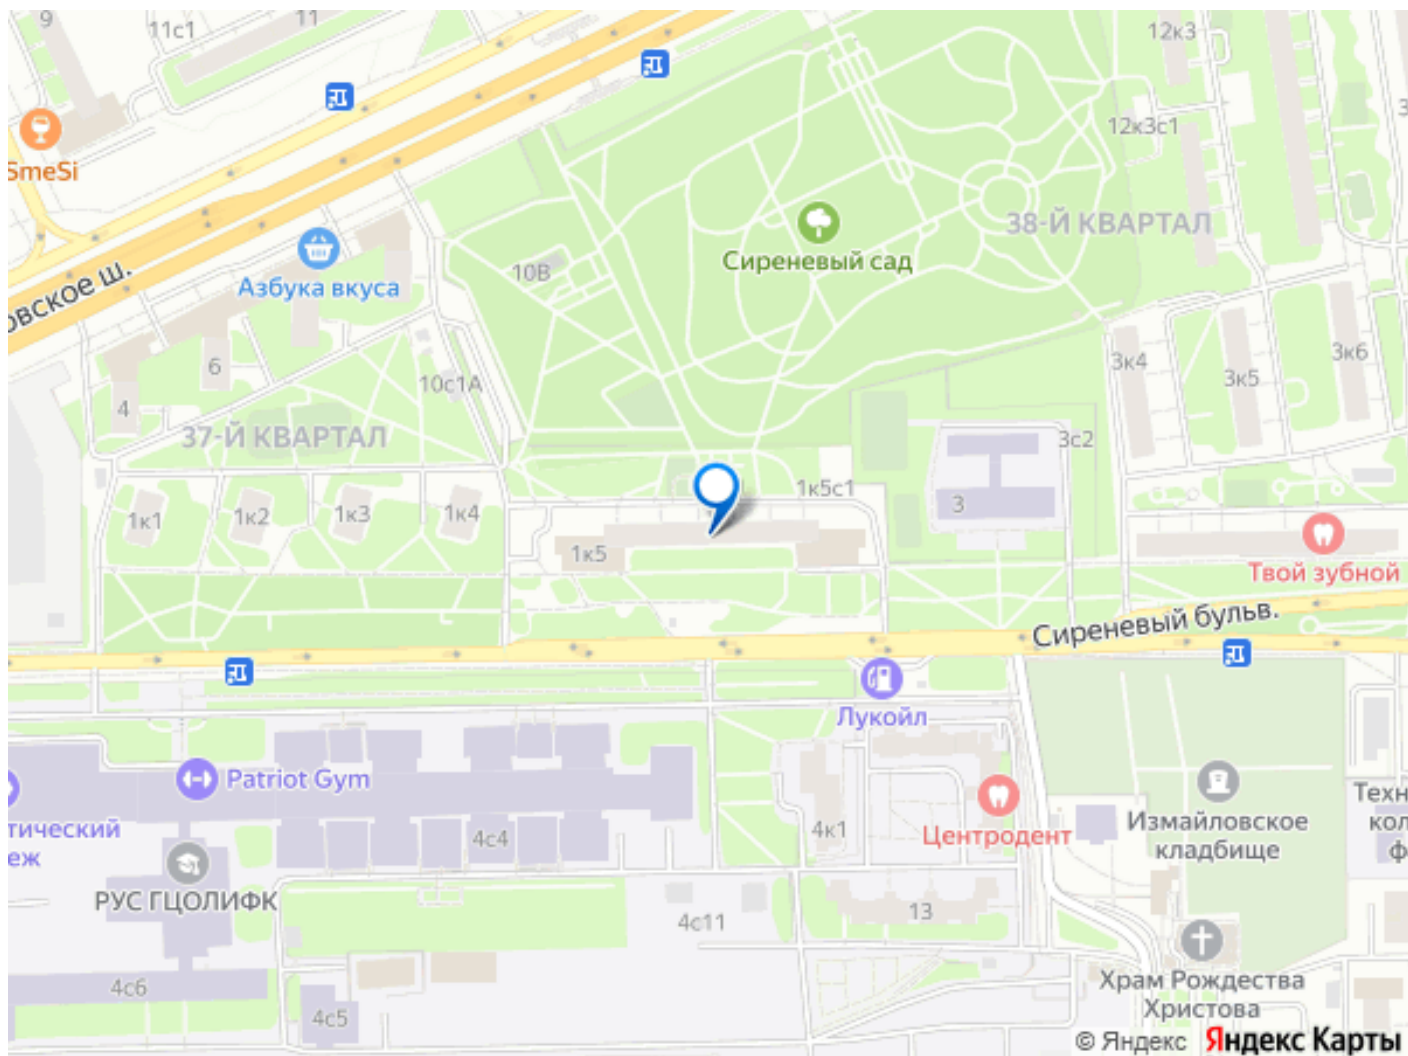 9
11с1
11
12к3
12к3с1
SmeSi
38-Й КВАРТАЛ
Сиреневый сад
10В
Азбука вкуса
овское ш.
6
10с1А
4
37-Й КВАРТАЛ
3к4
3к5
3к6
3с2
1к5с1
3
1к1
1к2
1к3
1к4
1к5
Твой зубной
Сиреневый бульв.
Лукойл
Patriot Gym
тический
еж
4с4
4к1
Центродент
Измайловское
кладбище
Техн
кол
ф
РУС ГЦОЛИФК
4с11
13
4с6
4с5
Храм Рождества
Христова
© Яндекс Яндекс Карты